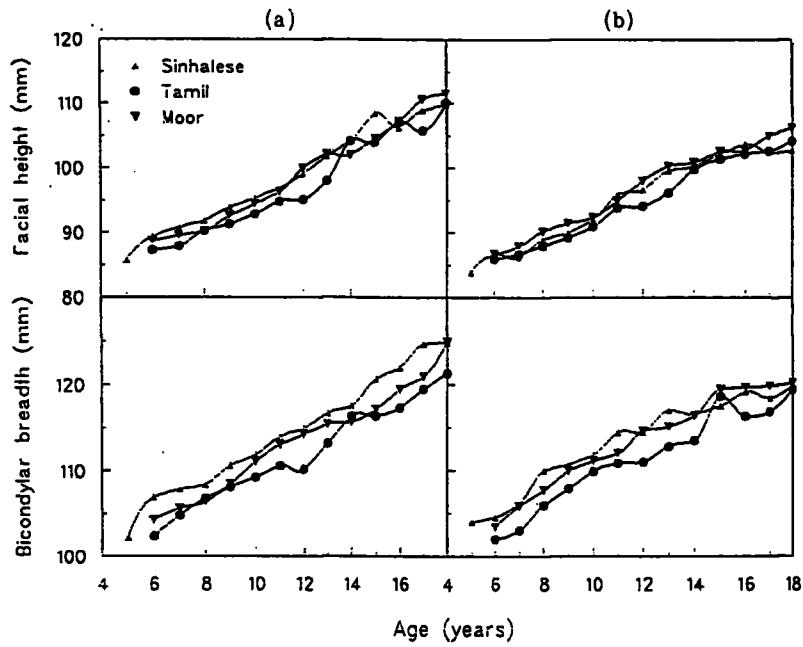 (a) (b)
120
110
100
90
80
Facial height (mm)
Sinhalese
Tamil
Moor
120
110
100
Bicondylar breadth (mm)
4 6 8 10 12 14 16 4 6 8 10 12 14 16 18
Age (years)